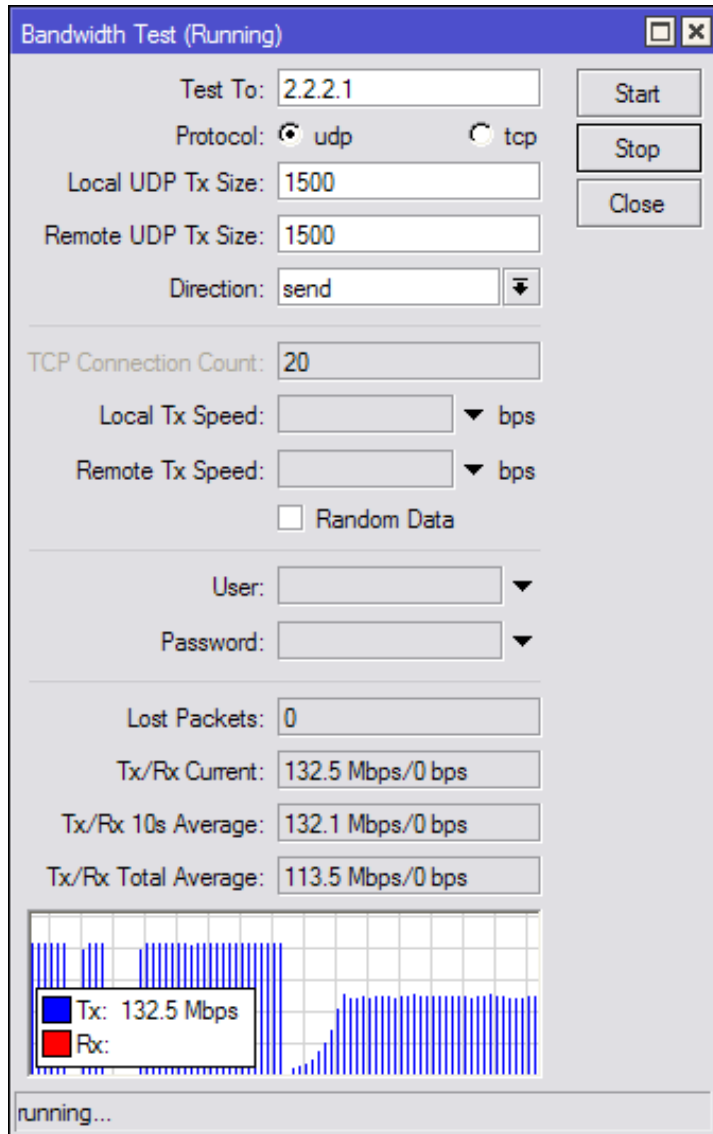 Bandwidth Test (Running)
Test To: 2.2.2.1
Start
Protocol: udp tcp
Stop
Local UDP Tx Size: 1500
Close
Remote UDP Tx Size: 1500
Direction: send
TCP Connection Count: 20
Local Tx Speed: bps
Remote Tx Speed: bps
Random Data
User:
Password:
Lost Packets: 0
Tx/Rx Current: 132.5 Mbps/0 bps
Tx/Rx 10s Average: 132.1 Mbps/0 bps
Tx/Rx Total Average: 113.5 Mbps/0 bps
Tx: 132.5 Mbps
Rx:
running...